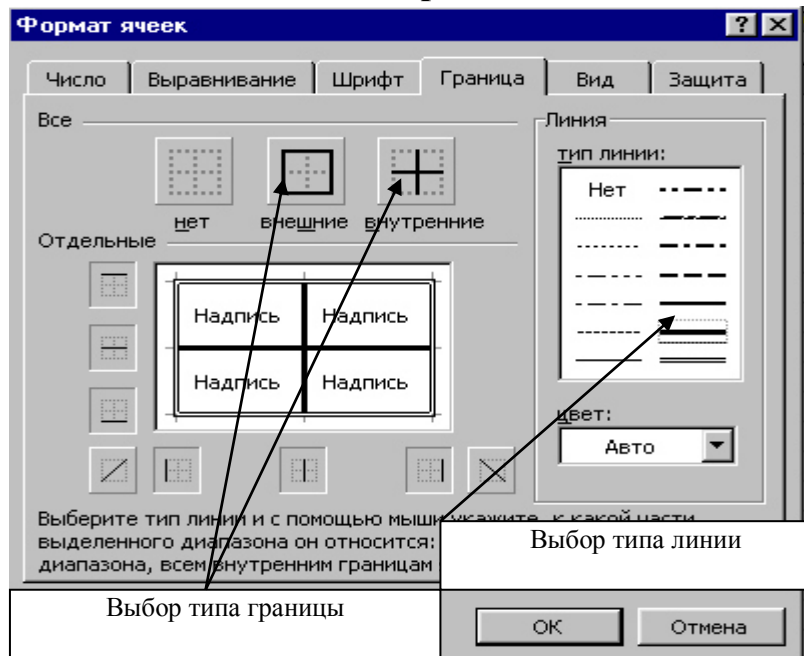 Формат ячеек
Число Выравнивание Шрифт Граница Вид Защита
Все
нет внешние внутренние
Отдельные
Надпись Надпись
Надпись Надпись
Линия
тип линии:
Нет
цвет:
Авто
Выберите тип линии и с помощью мыши укажите, к какой части
выделенного диапазона он относится:
диапазона, всем внутренним границам
Выбор типа линии
Выбор типа границы
OK Отмена